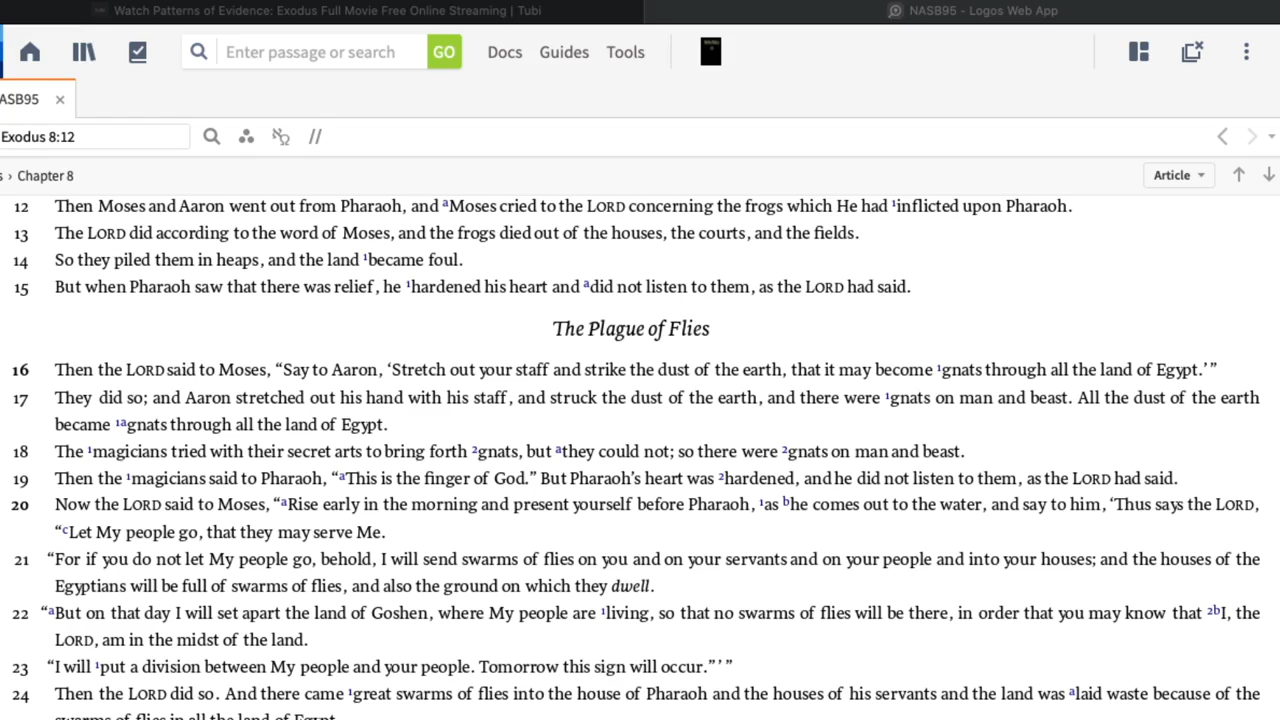 Watch Patterns of Evidence: Exodus Full Movie Free Online Streaming | Tubi
NASB95 - Logos Web App
Enter passage or search GO Docs Guides Tools
ASB95
Exodus 8:12 //
s › Chapter 8 Article
12 Then Moses and Aaron went out from Pharaoh, and aMoses cried to the LORD concerning the frogs which He had 1inflicted upon Pharaoh.
13 The LORD did according to the word of Moses, and the frogs died out of the houses, the courts, and the fields.
14 So they piled them in heaps, and the land 1became foul.
15 But when Pharaoh saw that there was relief, he 1hardened his heart and adid not listen to them, as the LORD had said.
The Plague of Flies
16 Then the LORD said to Moses, “Say to Aaron, ‘Stretch out your staff and strike the dust of the earth, that it may become 1gnats through all the land of Egypt.’”
17 They did so; and Aaron stretched out his hand with his staff, and struck the dust of the earth, and there were 1gnats on man and beast. All the dust of the earth
became 1agnats through all the land of Egypt.
18 The 1magicians tried with their secret arts to bring forth 2gnats, but athey could not; so there were 2gnats on man and beast.
19 Then the 1magicians said to Pharaoh, “aThis is the finger of God.” But Pharaoh’s heart was 2hardened, and he did not listen to them, as the LORD had said.
20 Now the LORD said to Moses, “aRise early in the morning and present yourself before Pharaoh, 1as bhe comes out to the water, and say to him, ‘Thus says the LORD,
“cLet My people go, that they may serve Me.
21 “For if you do not let My people go, behold, I will send swarms of flies on you and on your servants and on your people and into your houses; and the houses of the
Egyptians will be full of swarms of flies, and also the ground on which they dwell.
22 “aBut on that day I will set apart the land of Goshen, where My people are 1living, so that no swarms of flies will be there, in order that you may know that 2bI, the
LORD, am in the midst of the land.
23 “I will 1put a division between My people and your people. Tomorrow this sign will occur.”’”
24 Then the LORD did so. And there came 1great swarms of flies into the house of Pharaoh and the houses of his servants and the land was alaid waste because of the
swarms of flies in all the land of Egypt.